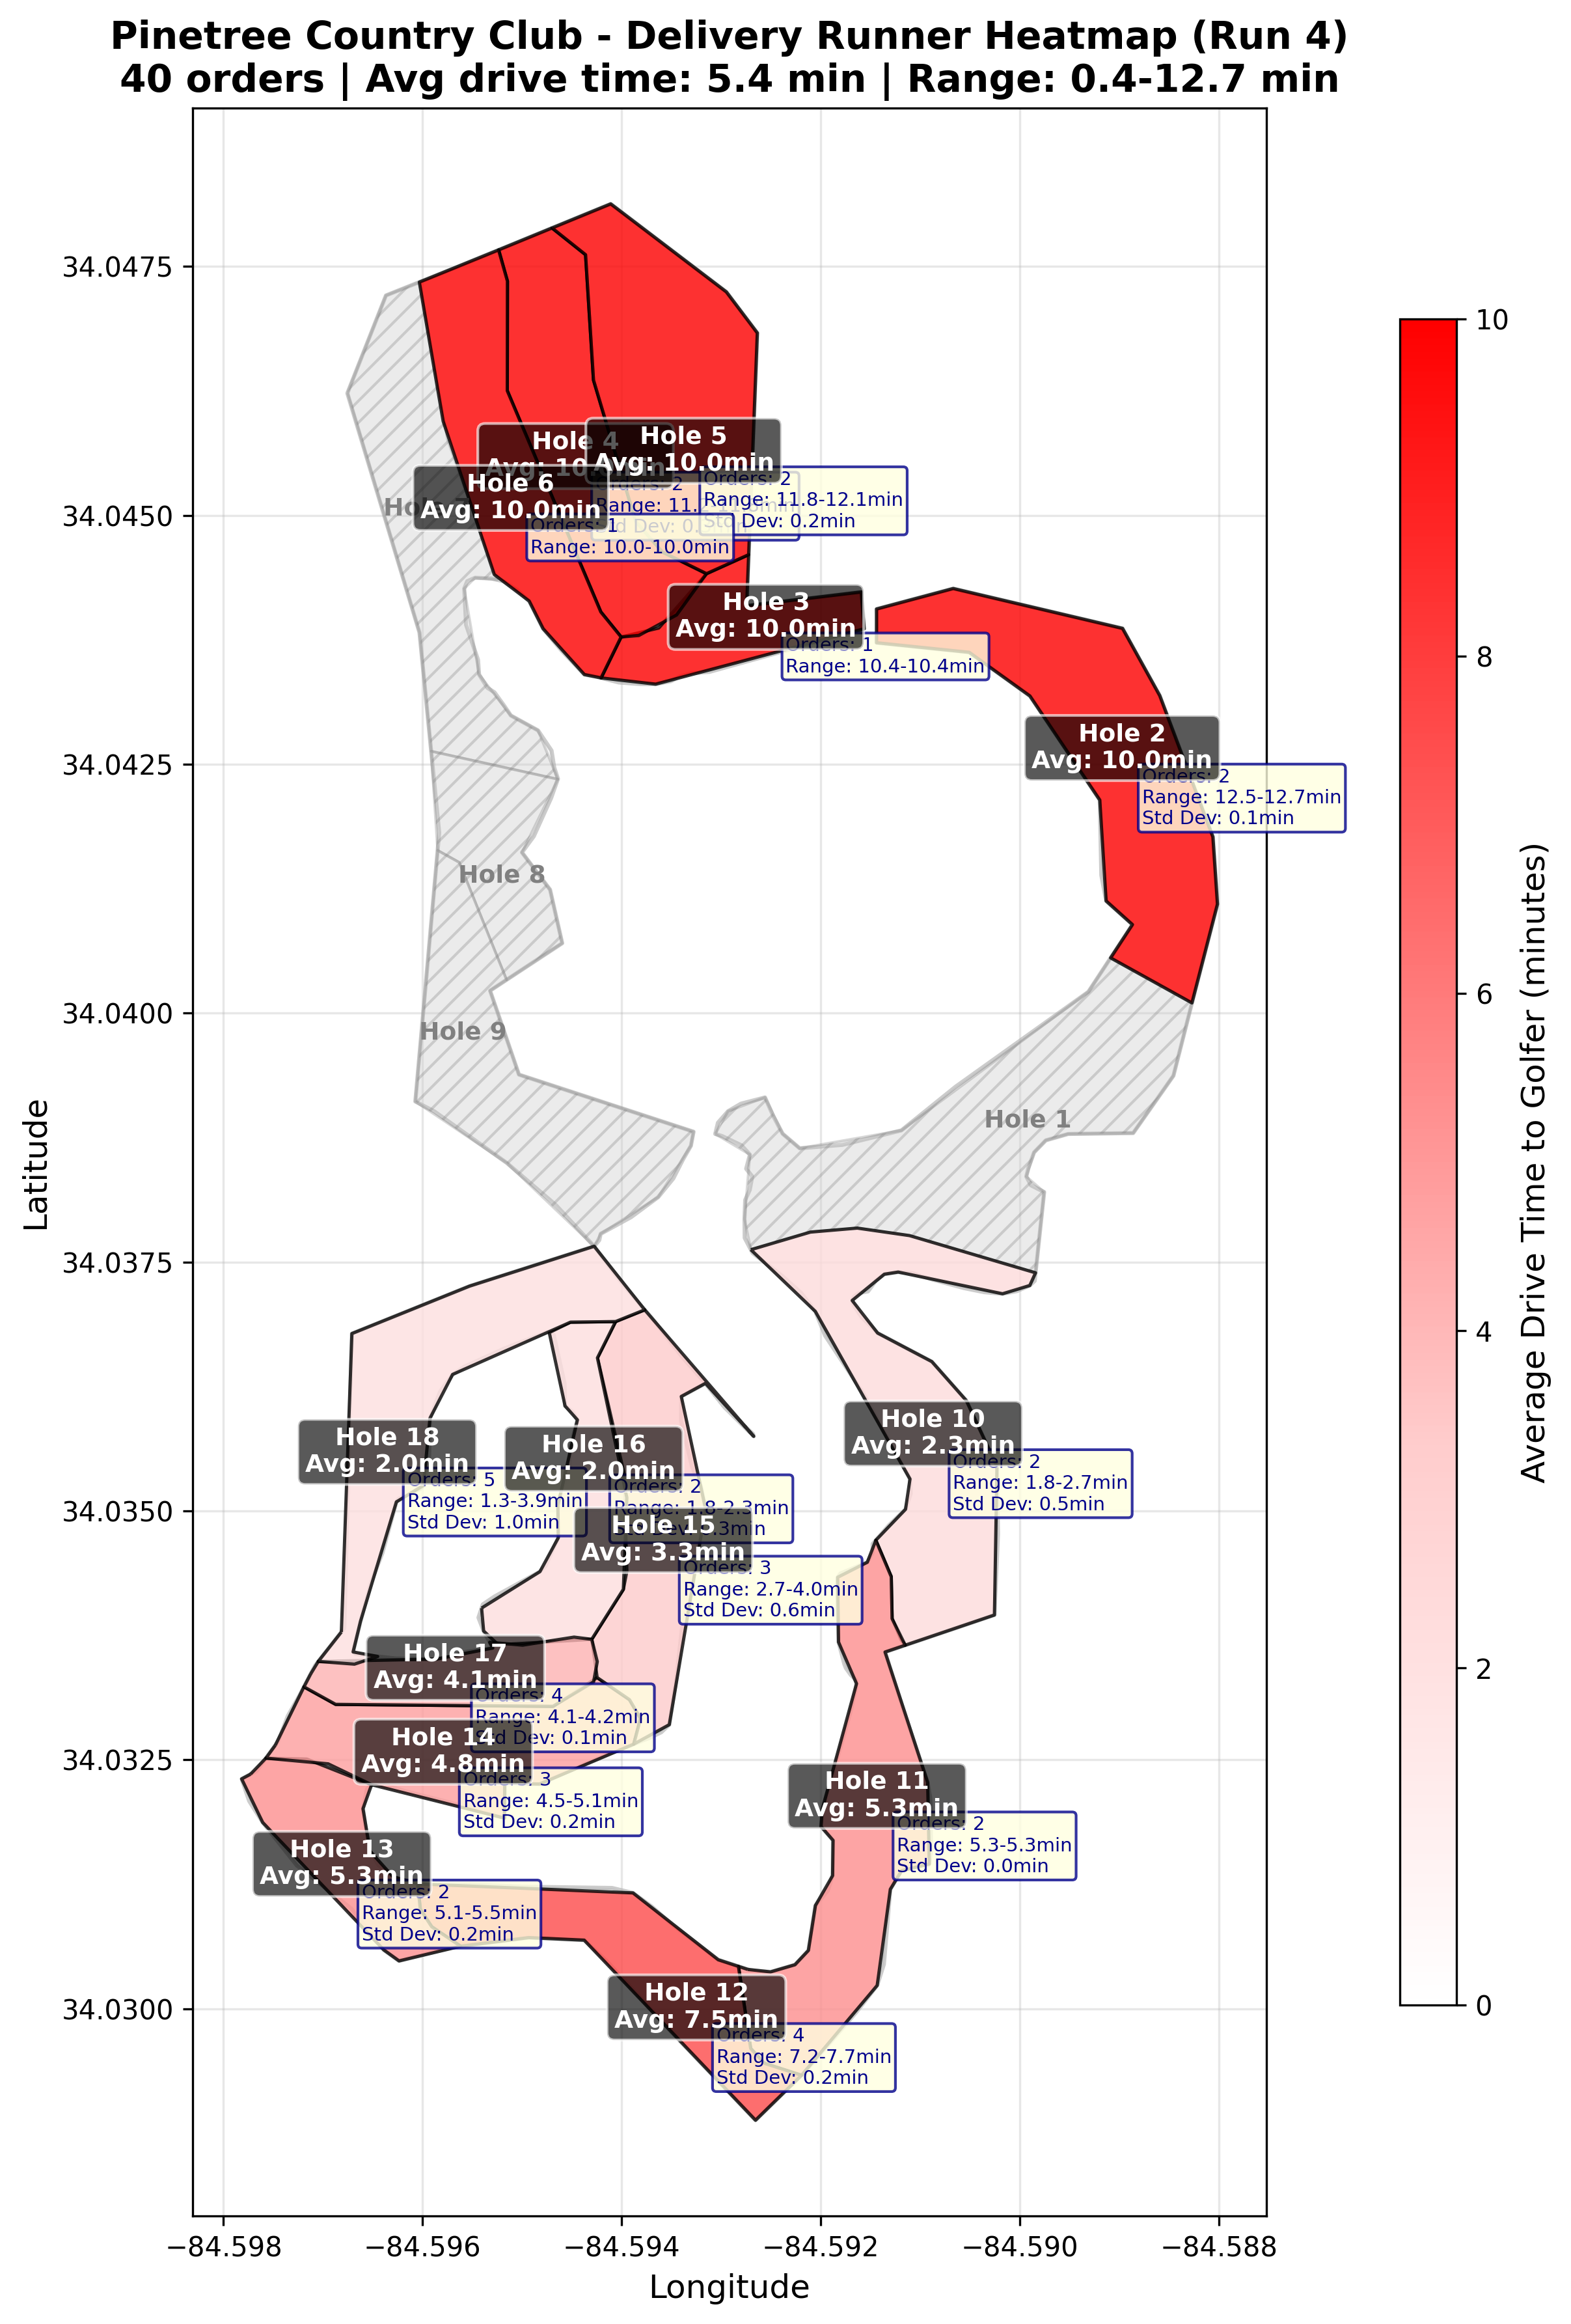 Pinetree Country Club - Delivery Runner Heatmap (Run 4)
40 orders | Avg drive time: 5.4 min | Range: 0.4-12.7 min
34.0475
34.0450
34.0425
34.0400
34.0375
34.0350
34.0325
34.0300
Latitude
−84.598
−84.596
−84.594
−84.592
−84.590
−84.588
Longitude
Hole 4
Avg:
Orders: 2
Hole 5
Avg: 10.0min
Orders: 2
Range: 11.8-12.1min
Std Dev: 0.2min
Hole 6
Avg: 10.0min
Orders: 1
Range: 10.0-10.0min
Hole 3
Avg: 10.0min
Orders: 1
Range: 10.4-10.4min
Hole 2
Avg: 10.0min
Orders: 2
Range: 12.5-12.7min
Std Dev: 0.1min
Hole 8
Hole 9
Hole 1
Hole 10
Avg: 2.3min
Orders: 2
Range: 1.8-2.7min
Std Dev: 0.5min
Hole 18
Avg: 2.0min
Orders: 5
Range: 1.3-3.9min
Std Dev: 1.0min
Hole 16
Avg: 2.0min
Orders: 2
Range: 1.8-2.3min
Hole 15
Avg: 3.3min
Orders: 3
Range: 2.7-4.0min
Std Dev: 0.6min
Hole 17
Avg: 4.1min
Orders: 4
Range: 4.1-4.2min
Std Dev: 0.1min
Hole 14
Avg: 4.8min
Orders: 3
Range: 4.5-5.1min
Std Dev: 0.2min
Hole 11
Avg: 5.3min
Orders: 2
Range: 5.3-5.3min
Std Dev: 0.0min
Hole 13
Avg: 5.3min
Orders: 2
Range: 5.1-5.5min
Std Dev: 0.2min
Hole 12
Avg: 7.5min
Orders: 4
Range: 7.2-7.7min
Std Dev: 0.2min
10
8
6
4
2
0
Average Drive Time to Golfer (minutes)